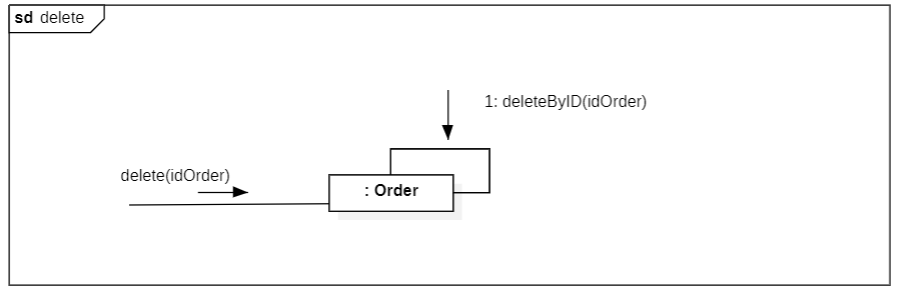 sd delete
1: deleteByID(idOrder)
delete(idOrder)
: Order